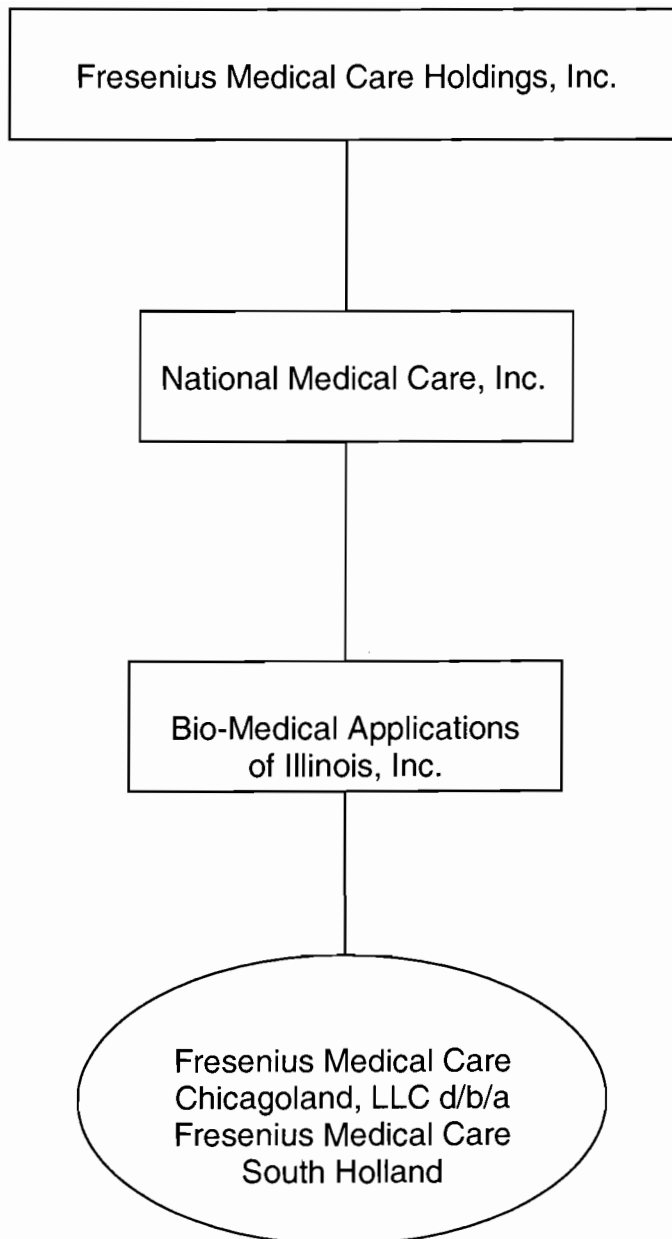 Fresenius Medical Care Holdings, Inc.
National Medical Care, Inc.
Bio-Medical Applications
of Illinois, Inc.
Fresenius Medical Care
Chicagoland, LLC d/b/a
Fresenius Medical Care
South Holland